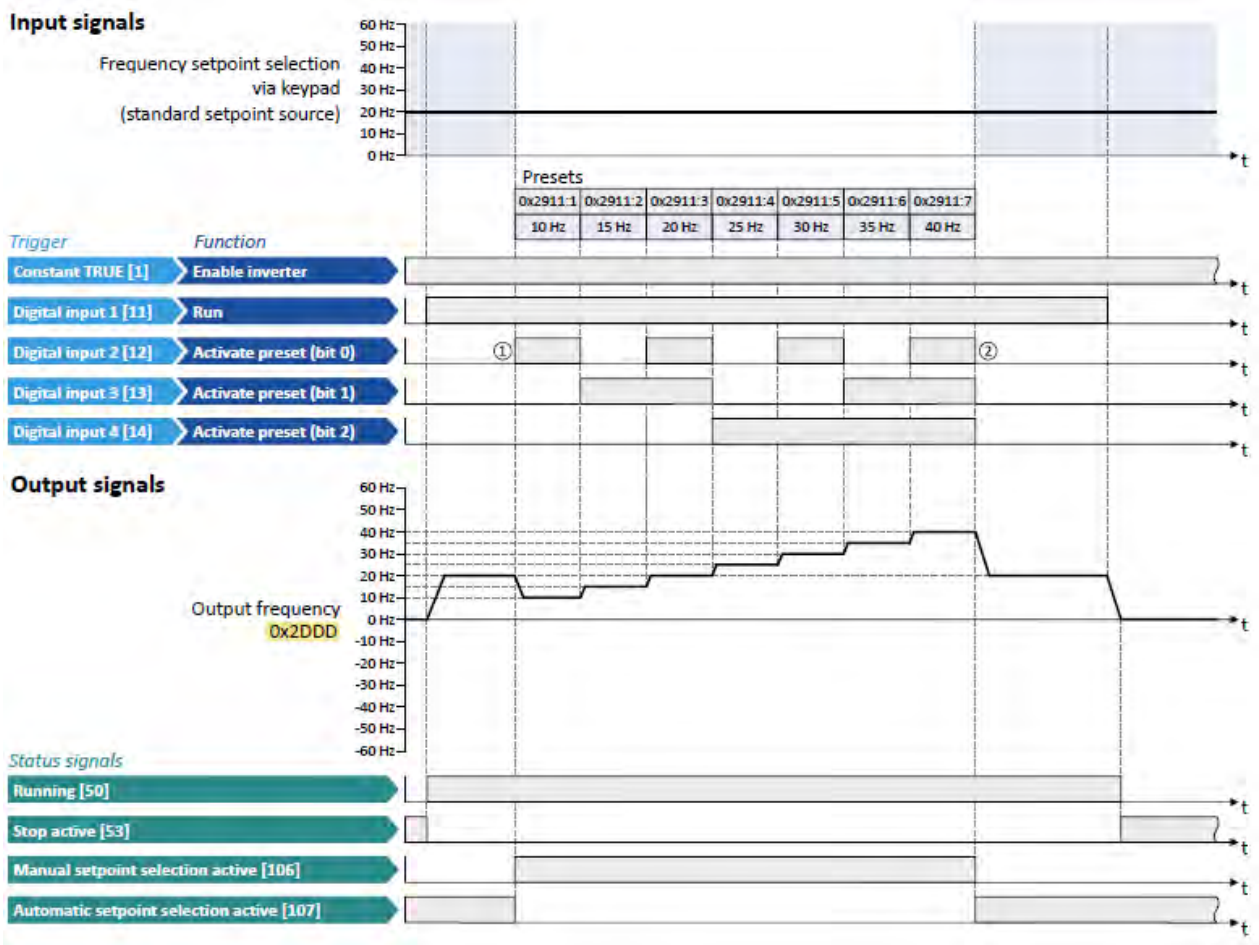 Input signals
Frequency setpoint selection
via keypad
(standard setpoint source)
60 Hz
50 Hz
40 Hz
30 Hz
20 Hz
10 Hz
0 Hz
t
Presets
0x2911:1 0x2911:2 0x2911:3 0x2911:4 0x2911:5 0x2911:6 0x2911:7
10 Hz 15 Hz 20 Hz 25 Hz 30 Hz 35 Hz 40 Hz
Trigger Function
Constant TRUE [1] Enable inverter
t
Digital input 1 [11] Run
t
Digital input 2 [12] Activate preset (bit 0) ① ②
t
Digital input 3 [13] Activate preset (bit 1)
t
Digital input 4 [14] Activate preset (bit 2)
t
Output signals
Output frequency
0x2DDD
60 Hz
50 Hz
40 Hz
30 Hz
20 Hz
10 Hz
0 Hz
t
-10 Hz
-20 Hz
-30 Hz
-40 Hz
-50 Hz
-60 Hz
Status signals
Running [50]
t
Stop active [53]
t
Manual setpoint selection active [106]
t
Automatic setpoint selection active [107]
t